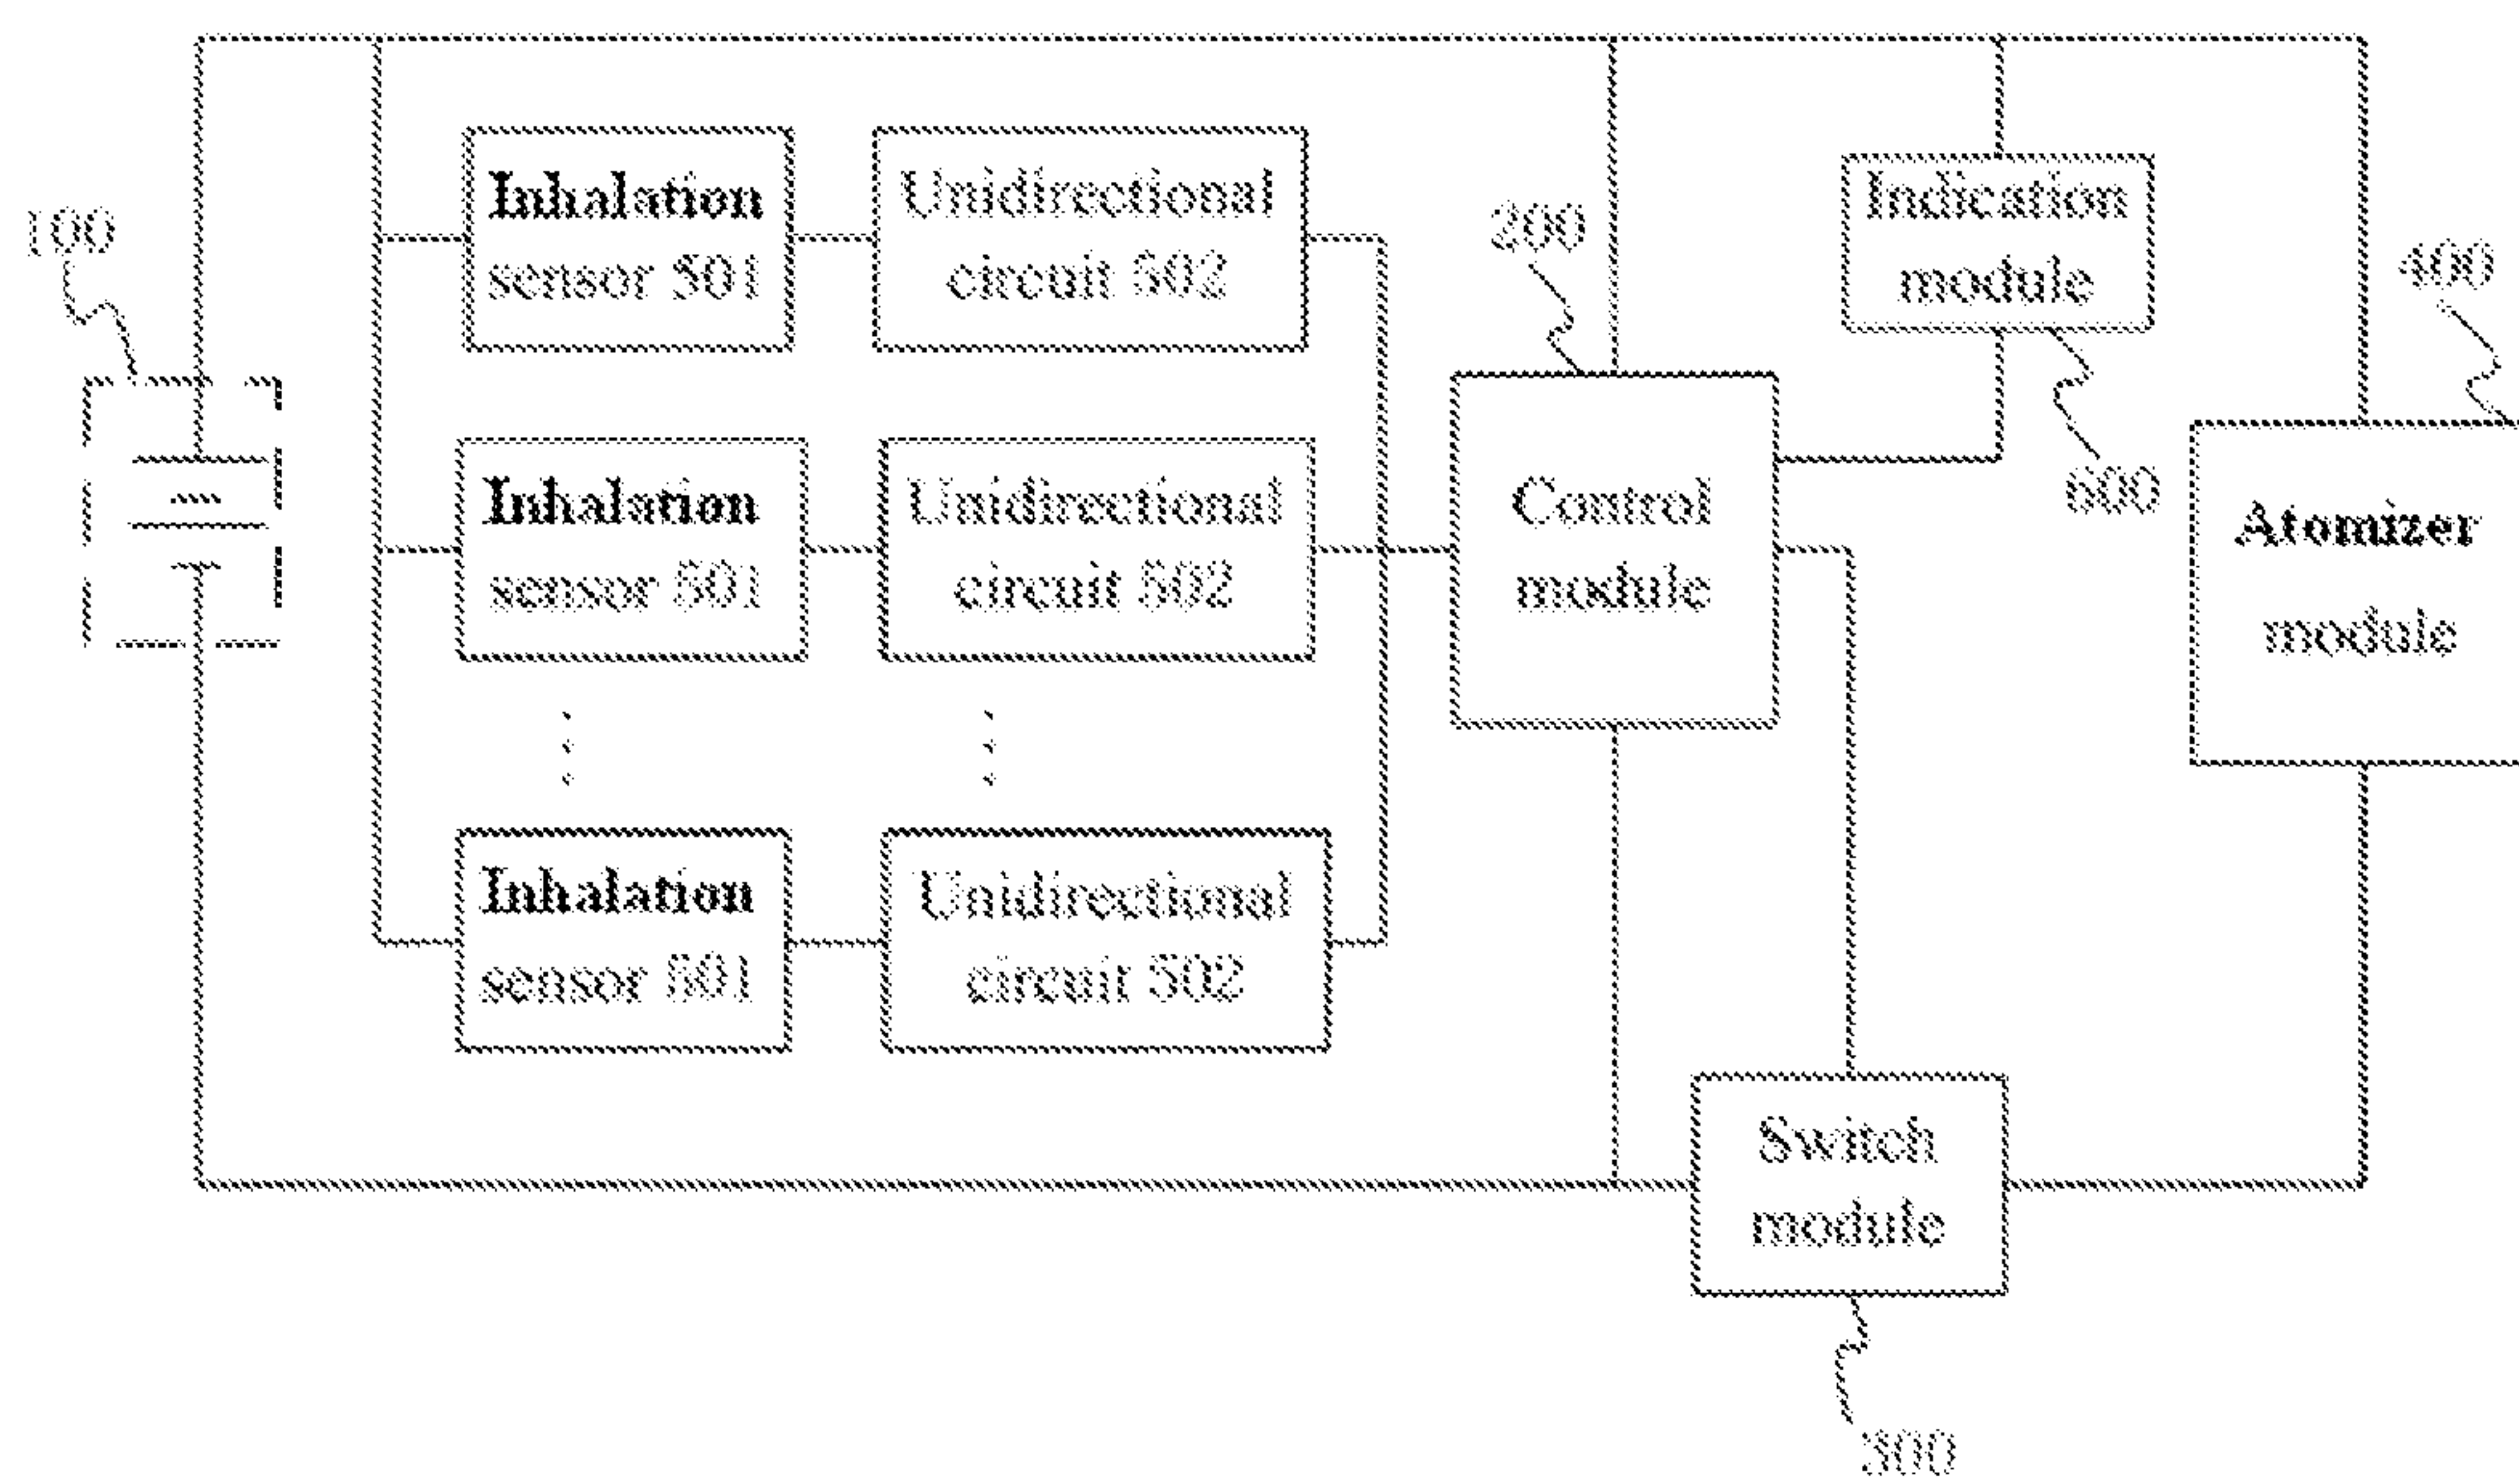 100
Inhalation
sensor 501
Unidirectional
circuit 502
200
Indication
module
400
Inhalation
sensor 501
Unidirectional
circuit 502
Control
module
600
Atomizer
module
Inhalation
sensor 501
Unidirectional
circuit 502
Switch
module
300